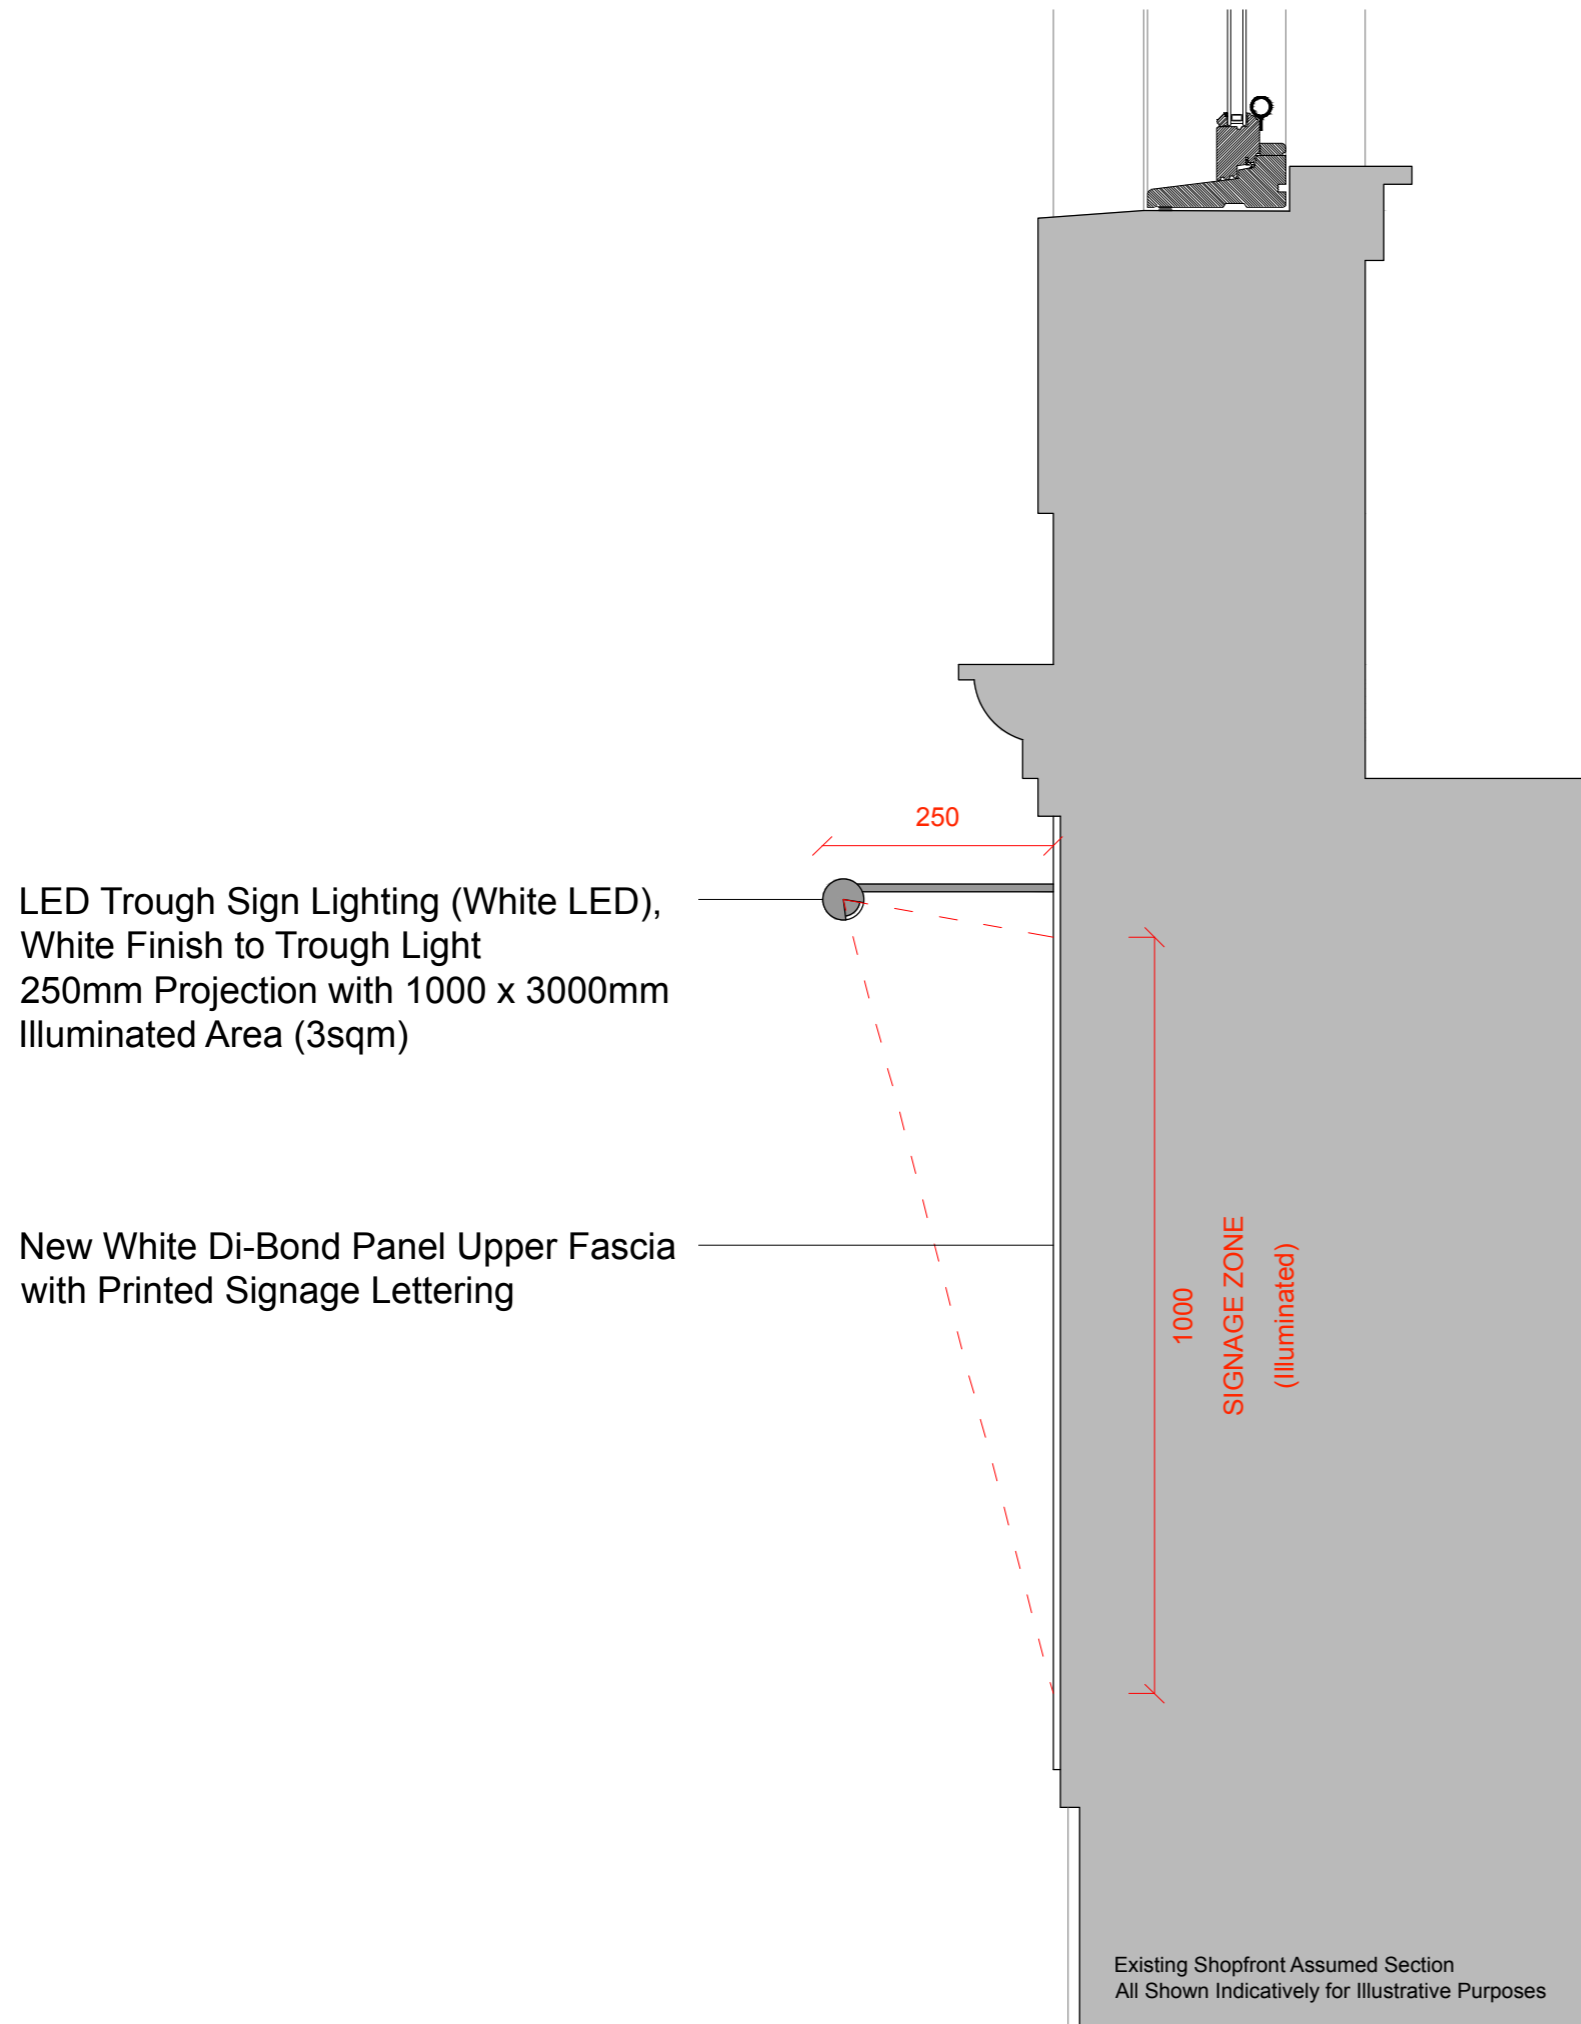 250
LED Trough Sign Lighting (White LED),
White Finish to Trough Light
250mm Projection with 1000 x 3000mm
Illuminated Area (3sqm)
New White Di-Bond Panel Upper Fascia
with Printed Signage Lettering
1000
SIGNAGE ZONE
(Illuminated)
Existing Shopfront Assumed Section
All Shown Indicatively for Illustrative Purposes